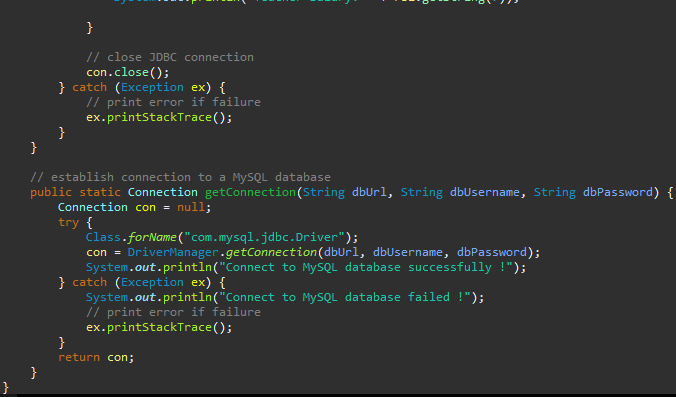 }
// close JDBC connection
con.close();
} catch (Exception ex) {
// print error if failure
ex.printStackTrace();
}
}
// establish connection to a MySQL database
public static Connection getConnection(String dbUrl, String dbUsername, String dbPassword) {
Connection con = null;
try {
Class.forName("com.mysql.jdbc.Driver");
con = DriverManager.getConnection(dbUrl, dbUsername, dbPassword);
System.out.println("Connect to MySQL database successfully !");
} catch (Exception ex) {
System.out.println("Connect to MySQL database failed !");
// print error if failure
ex.printStackTrace();
}
return con;
}
}